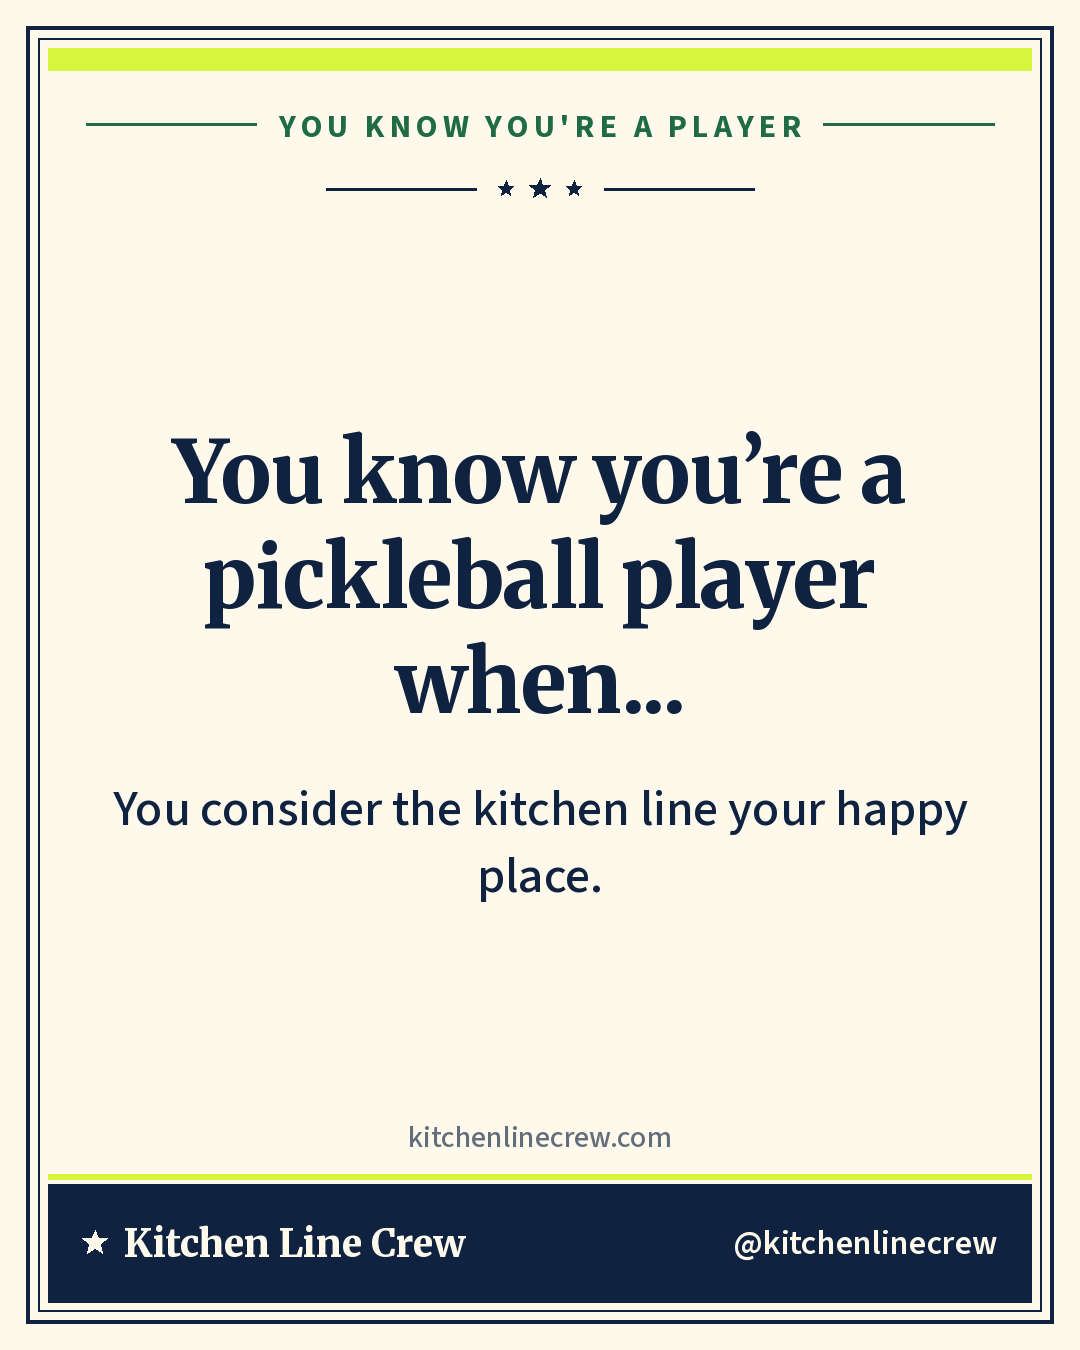 YOU KNOW YOU'RE A PLAYER
You know you’re a
pickleball player
when...
You consider the kitchen line your happy
place.
kitchenlinecrew.com
Kitchen Line Crew
@kitchenlinecrew